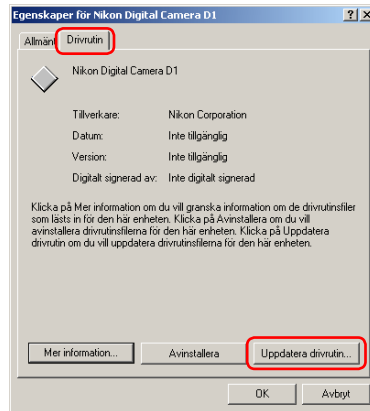 Egenskaper för Nikon Digital Camera D1
Allmänt Drivrutin
Nikon Digital Camera D1
Tillverkare: Nikon Corporation
Datum: Inte tillgänglig
Version: Inte tillgänglig
Digitalt signerad av: Inte digitalt signerad
Klicka på Mer information om du vill granska information om de drivrutinsfiler
som lästs in för den här enheten. Klicka på Avinstallera om du vill
avinstallera drivrutinsfilerna för den här enheten. Klicka på Uppdatera
drivrutin om du vill uppdatera drivrutinsfilerna för den här enheten.
Mer information... Avinstallera Uppdatera drivrutin...
OK Avbryt